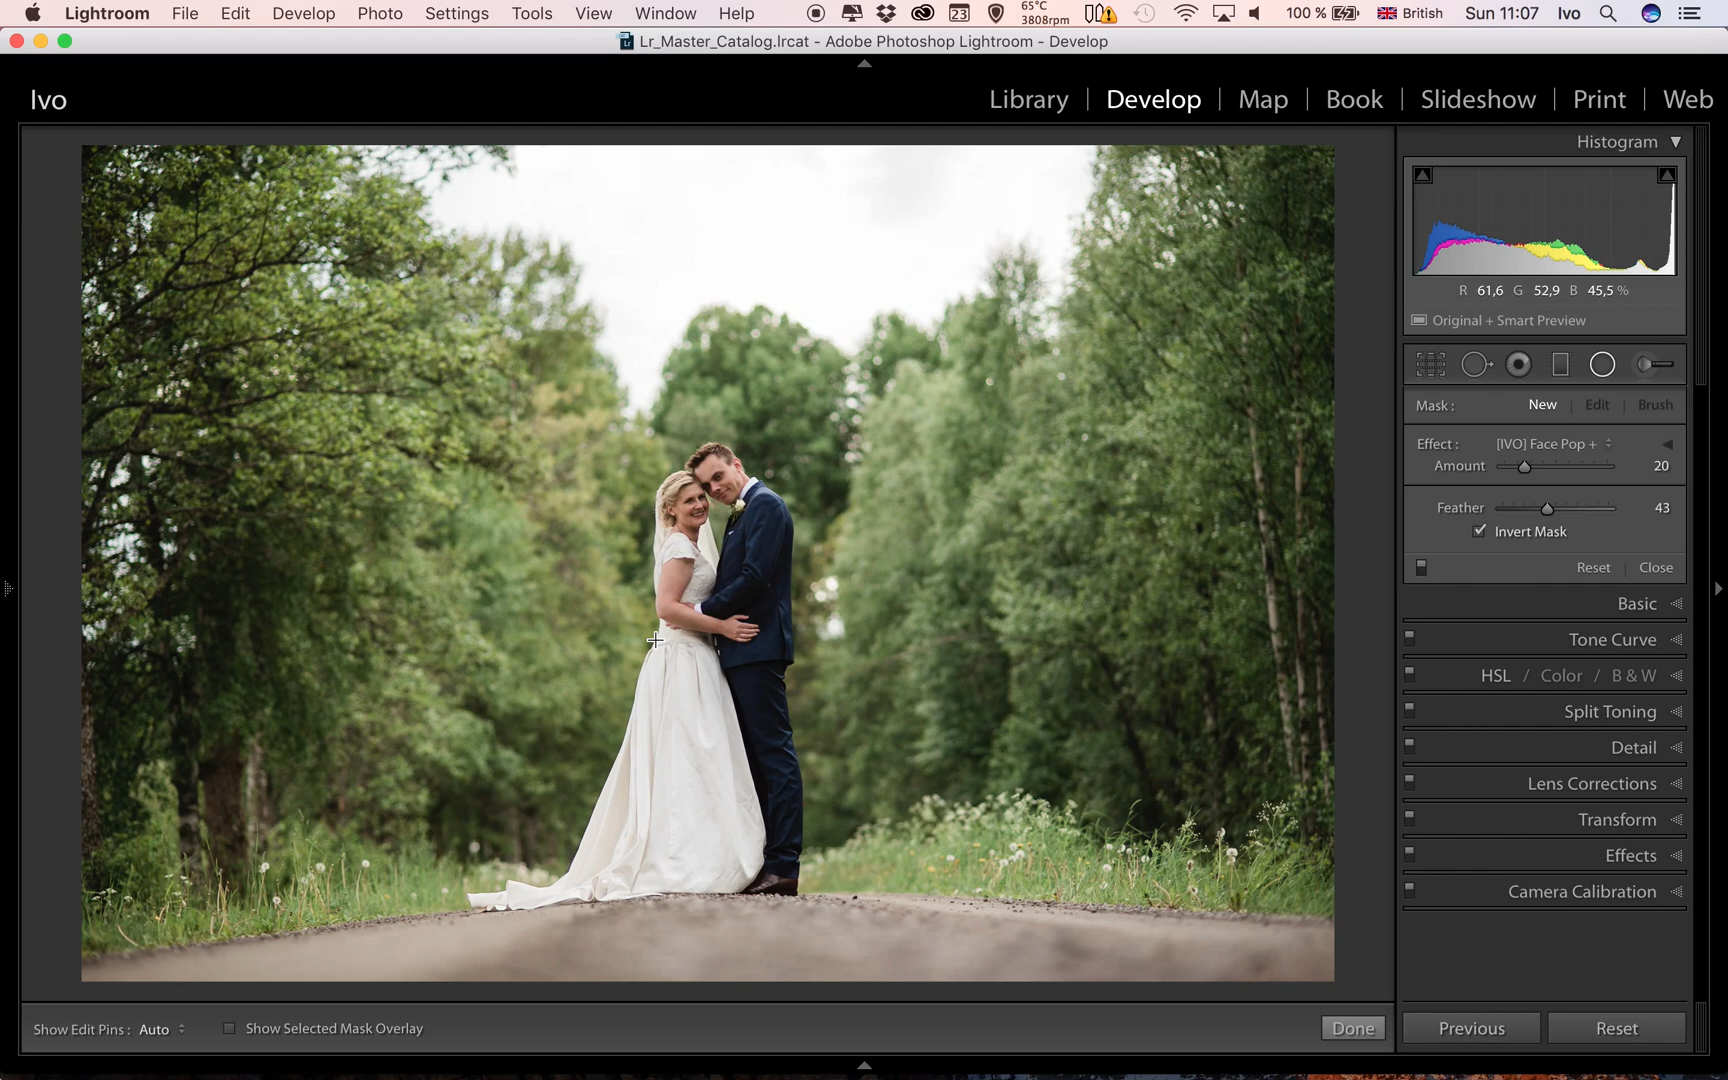 Lightroom File Edit Develop Photo Settings Tools View Window Help 23 65°C 3808rpm 100 % British Sun 11:07 Ivo
Lr_Master_Catalog.lrcat - Adobe Photoshop Lightroom - Develop
Ivo Library Develop Map Book Slideshow Print Web
Histogram
R 61,6 G 52,9 B 45,5 %
Original + Smart Preview
Mask : New Edit Brush
Effect : [IVO] Face Pop +
Amount 20
Feather 43
Invert Mask
Reset Close
Basic
Tone Curve
HSL / Color / B & W
Split Toning
Detail
Lens Corrections
Transform
Effects
Camera Calibration
Show Edit Pins : Auto Show Selected Mask Overlay Done Previous Reset